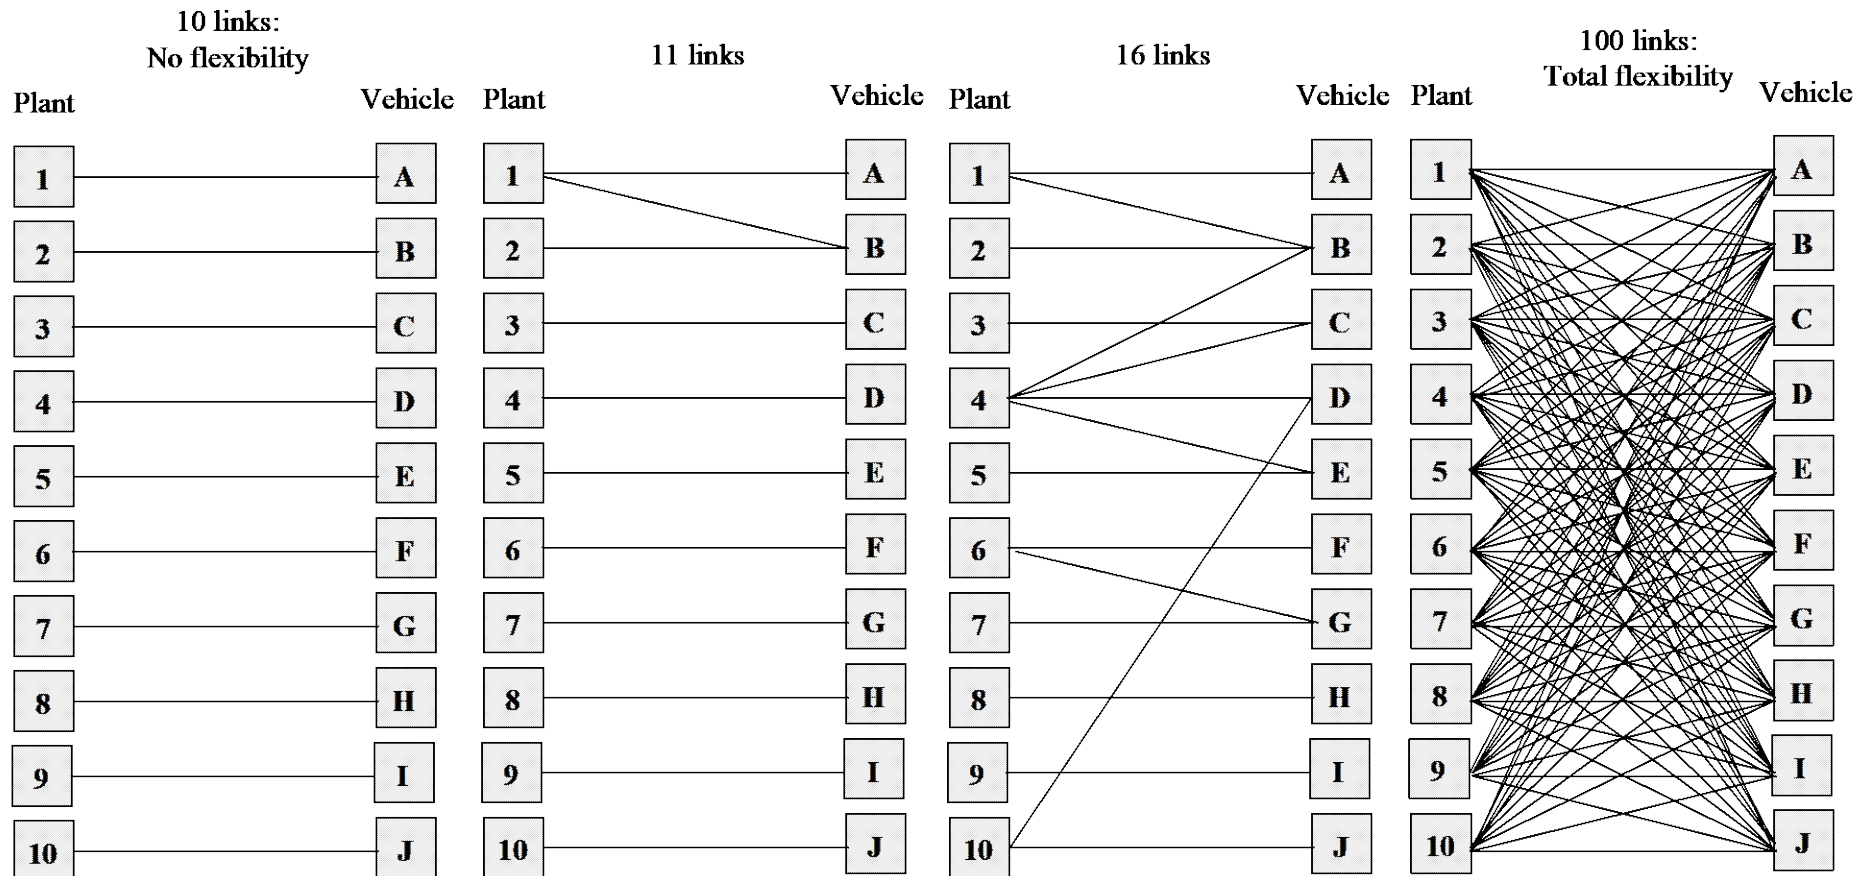 10 links:
No flexibility
11 links
16 links
100 links:
Total flexibility
Plant Vehicle Plant Vehicle Plant Vehicle Plant Vehicle
1 A 1 A 1 A 1 A
2 B 2 B 2 B 2 B
3 C 3 C 3 C 3 C
4 D 4 D 4 D 4 D
5 E 5 E 5 E 5 E
6 F 6 F 6 F 6 F
7 G 7 G 7 G 7 G
8 H 8 H 8 H 8 H
9 I 9 I 9 I 9 I
10 J 10 J 10 J 10 J